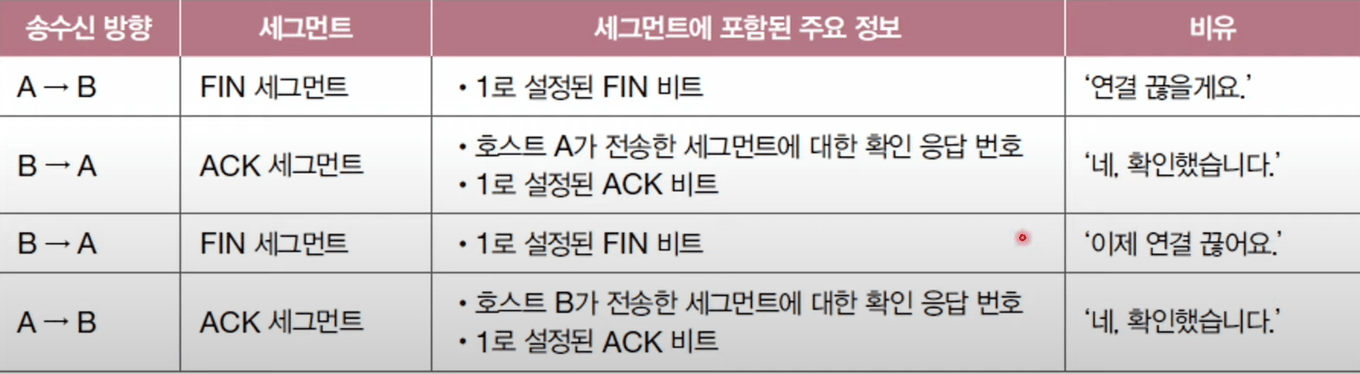 송수신 방향 세그먼트 세그먼트에 포함된 주요 정보 비유
A → B FIN 세그먼트 • 1로 설정된 FIN 비트 ‘연결 끊을게요.’
B → A ACK 세그먼트 • 호스트 A가 전송한 세그먼트에 대한 확인 응답 번호
• 1로 설정된 ACK 비트 ‘네, 확인했습니다.’
B → A FIN 세그먼트 • 1로 설정된 FIN 비트 ‘이제 연결 끊어요.’
A → B ACK 세그먼트 • 호스트 B가 전송한 세그먼트에 대한 확인 응답 번호
• 1로 설정된 ACK 비트 ‘네, 확인했습니다.’